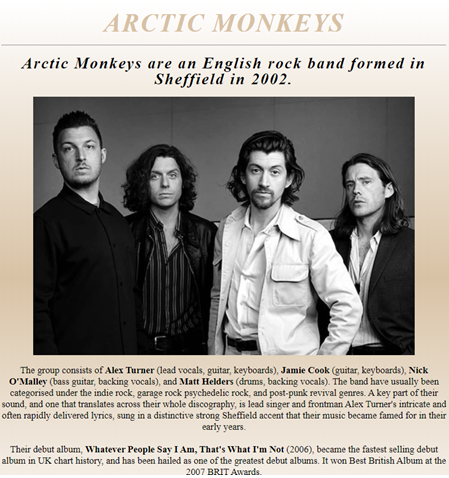 ARCTIC MONKEYS
Arctic Monkeys are an English rock band formed in
Sheffield in 2002.
The group consists of Alex Turner (lead vocals, guitar, keyboards), Jamie Cook (guitar, keyboards), Nick
O'Malley (bass guitar, backing vocals), and Matt Helders (drums, backing vocals). The band have usually been
categorised under the indie rock, garage rock psychedelic rock, and post-punk revival genres. A key part of their
sound, and one that translates across their whole discography, is lead singer and frontman Alex Turner's intricate and
often rapidly delivered lyrics, sung in a distinctive strong Sheffield accent that their music became famed for in their
early years.
Their debut album, Whatever People Say I Am, That's What I'm Not (2006), became the fastest selling debut
album in UK chart history, and has been hailed as one of the greatest debut albums. It won Best British Album at the
2007 BRIT Awards.